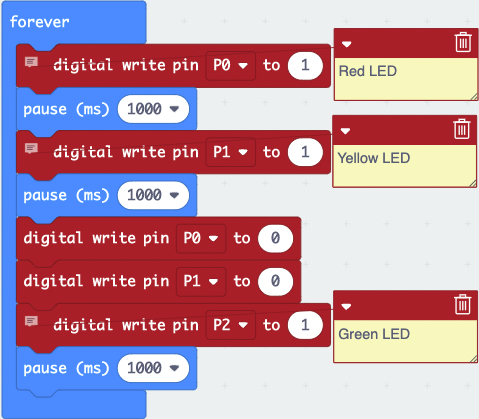 forever
digital write pin P0 to 1
Red LED
pause (ms) 1000
digital write pin P1 to 1
Yellow LED
pause (ms) 1000
digital write pin P0 to 0
digital write pin P1 to 0
digital write pin P2 to 1
Green LED
pause (ms) 1000